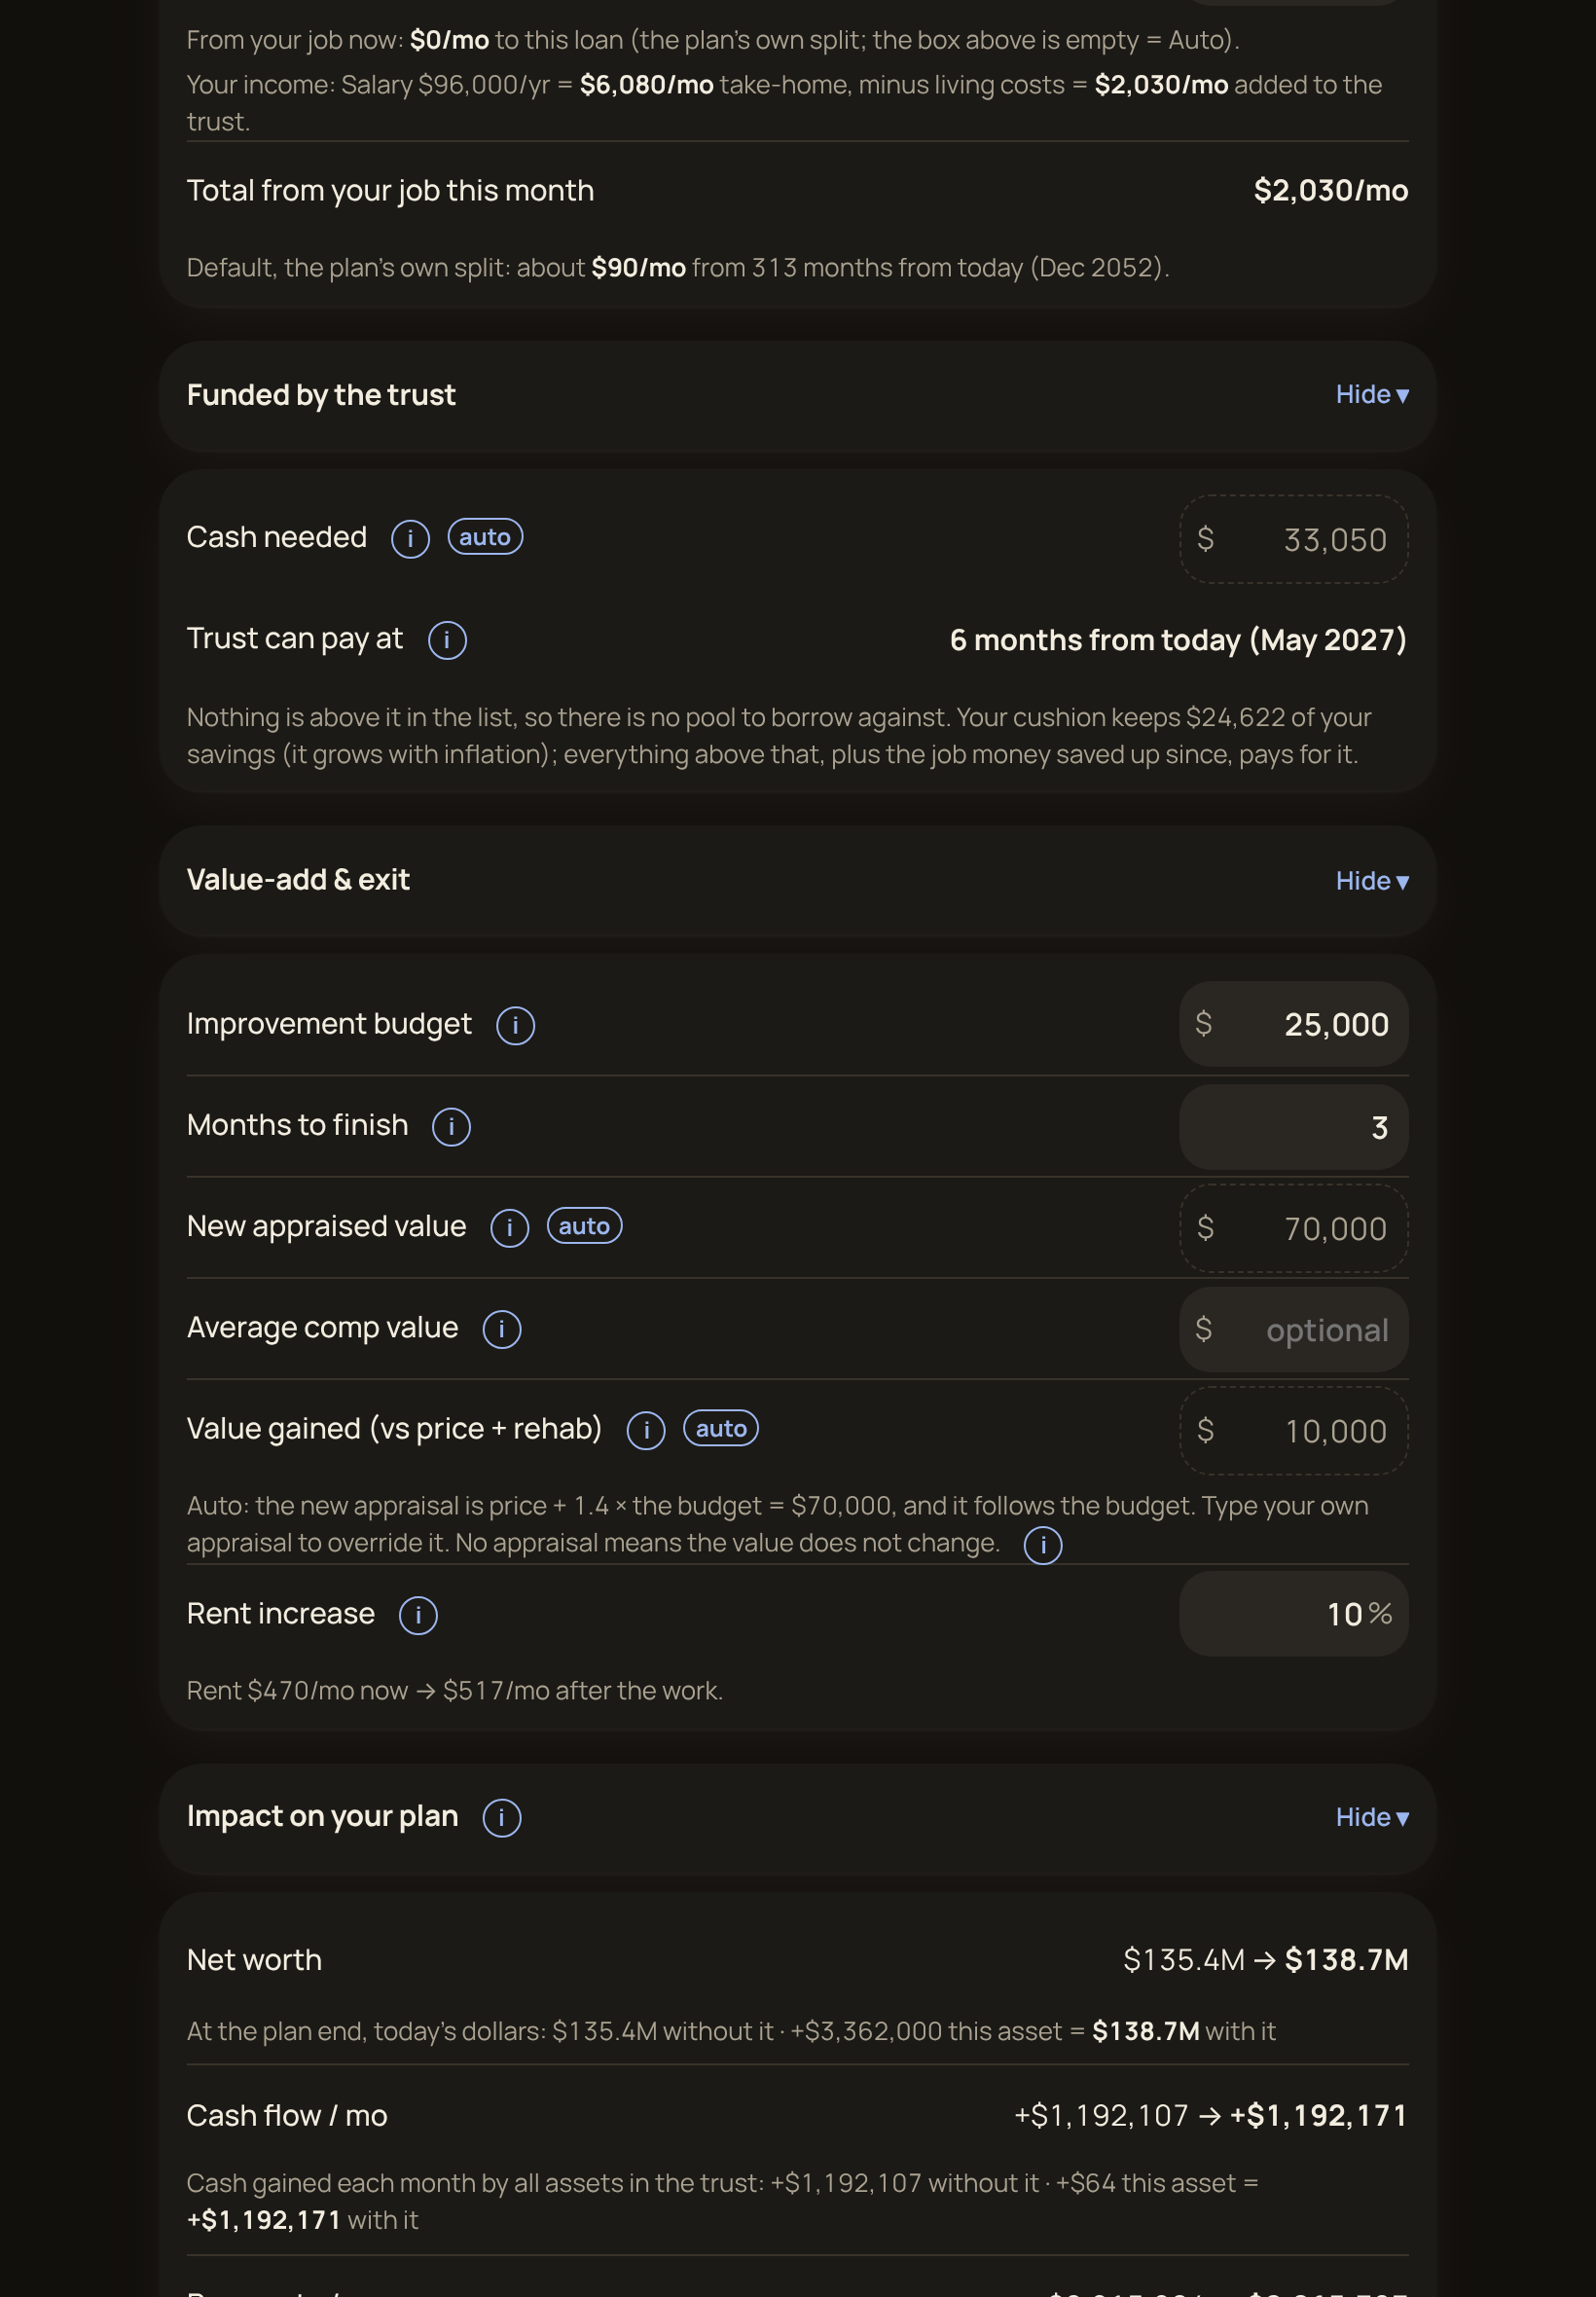 From your job now: $0/mo to this loan (the plan's own split; the box above is empty = Auto).
Your income: Salary $96,000/yr = $6,080/mo take-home, minus living costs = $2,030/mo added to the
trust.
Total from your job this month $2,030/mo
Default, the plan's own split: about $90/mo from 313 months from today (Dec 2052).
Funded by the trust Hide ▾
Cash needed i auto $ 33,050
Trust can pay at i 6 months from today (May 2027)
Nothing is above it in the list, so there is no pool to borrow against. Your cushion keeps $24,622 of your
savings (it grows with inflation); everything above that, plus the job money saved up since, pays for it.
Value-add & exit Hide ▾
Improvement budget i $ 25,000
Months to finish i 3
New appraised value i auto $ 70,000
Average comp value i $ optional
Value gained (vs price + rehab) i auto $ 10,000
Auto: the new appraisal is price + 1.4 × the budget = $70,000, and it follows the budget. Type your own
appraisal to override it. No appraisal means the value does not change. i
Rent increase i 10 %
Rent $470/mo now → $517/mo after the work.
Impact on your plan i Hide ▾
Net worth $135.4M → $138.7M
At the plan end, today's dollars: $135.4M without it · +$3,362,000 this asset = $138.7M with it
Cash flow / mo +$1,192,107 → +$1,192,171
Cash gained each month by all assets in the trust: +$1,192,107 without it · +$64 this asset =
+$1,192,171 with it